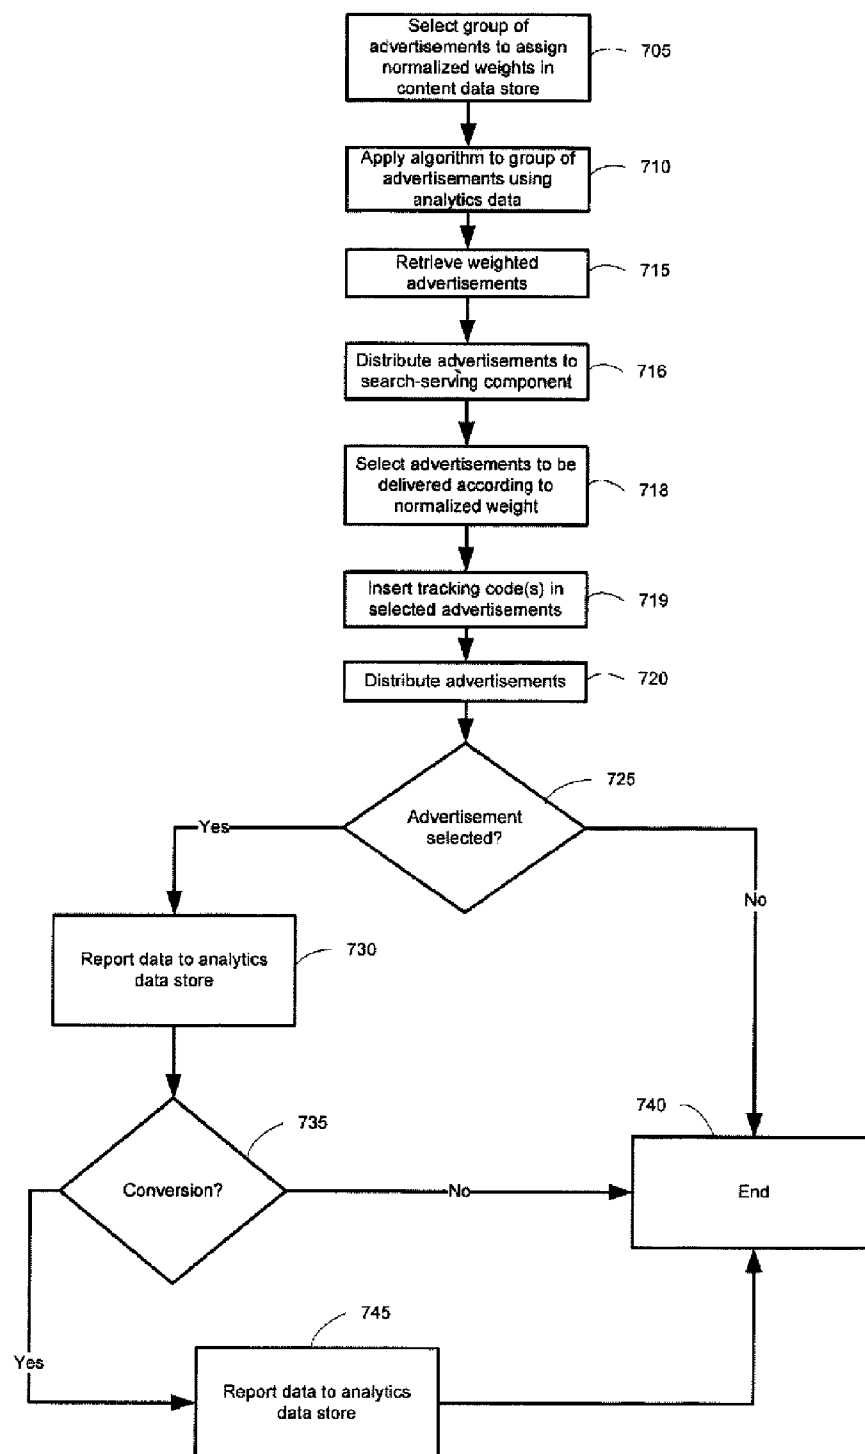 Select group of
advertisements to assign
normalized weights in
content data store
705
Apply algorithm to group of
advertisements using
analytics data
710
Retrieve weighted
advertisements
715
Distribute advertisements to
search-serving component
716
Select advertisements to be
delivered according to
normalized weight
718
Insert tracking code(s) in
selected advertisements
719
Distribute advertisements
720
725
Advertisement
selected?
Yes
No
Report data to analytics
data store
730
735
Conversion?
No
740
End
Yes
745
Report data to analytics
data store